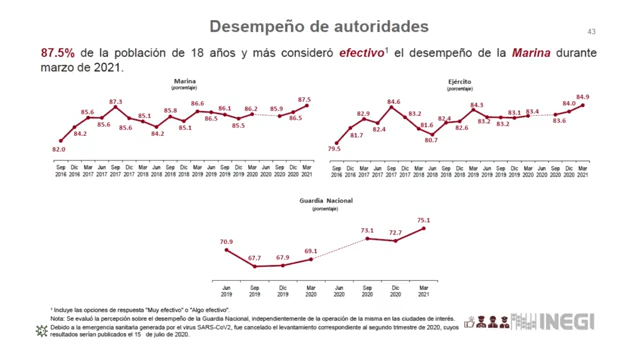 Desempeño de autoridades
43
87.5% de la población de 18 años y más consideró efectivo¹ el desempeño de la Marina durante
marzo de 2021.
Marina
(porcentaje)
82.0 84.2 85.6 85.6 87.3 85.6 85.1 84.2 85.8 85.1 86.6 86.5 86.1 85.5 86.2 85.9 86.5 87.5
Sep Dic Mar Jun Sep Dic Mar Jun Sep Dic Mar Jun Sep Dic Mar Jun Sep Dic Mar
2016 2016 2017 2017 2017 2017 2018 2018 2018 2018 2019 2019 2019 2019 2020 2020 2020 2020 2021
Ejército
(porcentaje)
79.5 81.7 82.9 82.4 84.6 83.2 81.6 80.7 82.4 82.6 84.3 83.2 83.2 83.1 83.4 83.6 84.0 84.9
Sep Dic Mar Jun Sep Dic Mar Jun Sep Dic Mar Jun Sep Dic Mar Jun Sep Dic Mar
2016 2016 2017 2017 2017 2017 2018 2018 2018 2018 2019 2019 2019 2019 2020 2020 2020 2020 2021
Guardia Nacional
(porcentaje)
70.9 67.7 67.9 69.1 73.1 72.7 75.1
Jun Sep Dic Mar Sep Dic Mar
2019 2019 2019 2020 2020 2020 2021
¹ Incluye las opciones de respuesta "Muy efectivo" o "Algo efectivo".
Nota: Se evaluó la percepción sobre el desempeño de la Guardia Nacional, independientemente de la operación de la misma en las ciudades de interés.
Debido a la emergencia sanitaria generada por el virus SARS-CoV2, fue cancelado el levantamiento correspondiente al segundo trimestre de 2020, cuyos
resultados serían publicados el 15 de julio de 2020.
INEGI